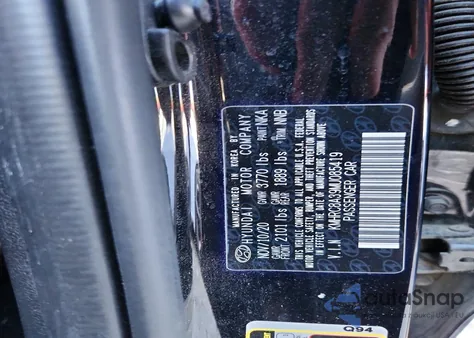 MANUFACTURED IN KOREA BY
HYUNDAI MOTOR COMPANY
NOV/10/20 GVWR 3770 lbs PAINT NKA
GAWR FRONT 2101 lbs GAWR REAR 1889 lbs TRIM NNB
THIS VEHICLE CONFORMS TO ALL APPLICABLE U.S.A. FEDERAL
MOTOR VEHICLE SAFETY, BUMPER, AND THEFT PREVENTION STANDARDS
IN EFFECT ON THE DATE OF MANUFACTURE SHOWN ABOVE.
V.I.N KMHRC8A39MU085419
PASSENGER CAR
Q94
AutoSnap